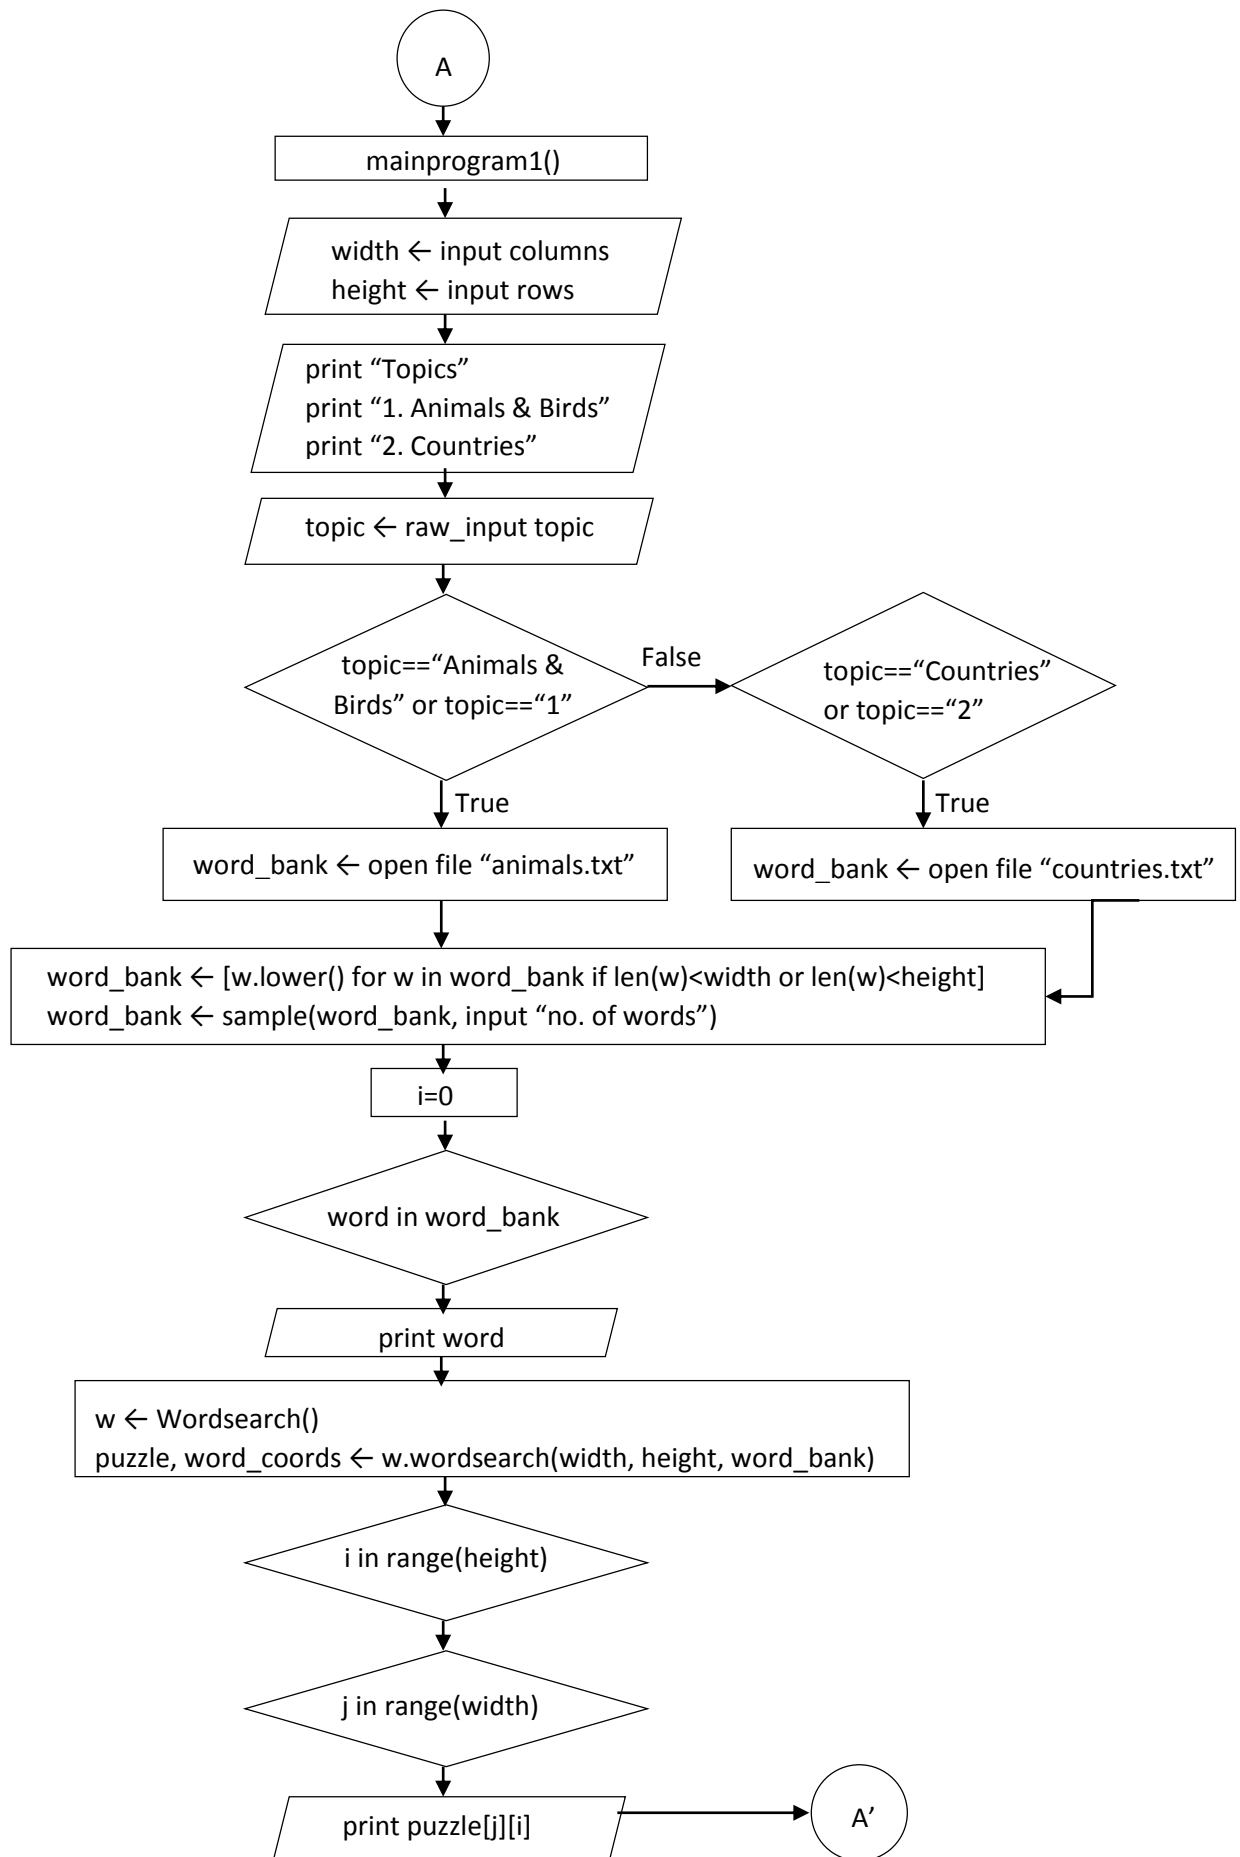 A
mainprogram1()
width ← input columns
height ← input rows
print “Topics”
print “1. Animals & Birds”
print “2. Countries”
topic ← raw_input topic
topic==“Animals &
Birds” or topic==“1”
False
topic==“Countries”
or topic==“2”
True
True
word_bank ← open file “animals.txt”
word_bank ← open file “countries.txt”
word_bank ← [w.lower() for w in word_bank if len(w)<width or len(w)<height]
word_bank ← sample(word_bank, input “no. of words”)
i=0
word in word_bank
print word
w ← Wordsearch()
puzzle, word_coords ← w.wordsearch(width, height, word_bank)
i in range(height)
j in range(width)
print puzzle[j][i]
A’